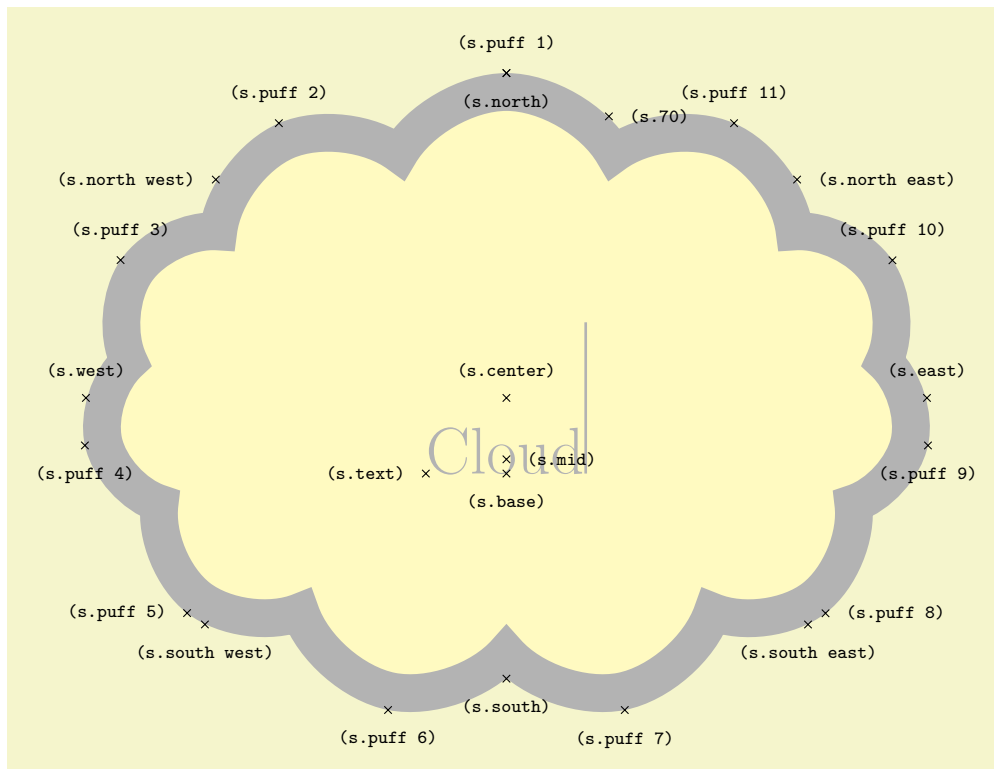 (s.puff 1)
(s.puff 2)
(s.puff 11)
(s.north)
(s.70)
(s.north west)
(s.north east)
(s.puff 3)
(s.puff 10)
(s.west)
(s.center)
(s.east)
Cloud
(s.mid)
(s.puff 4)
(s.text)
(s.puff 9)
(s.base)
(s.puff 5)
(s.puff 8)
(s.south west)
(s.south east)
(s.south)
(s.puff 6)
(s.puff 7)